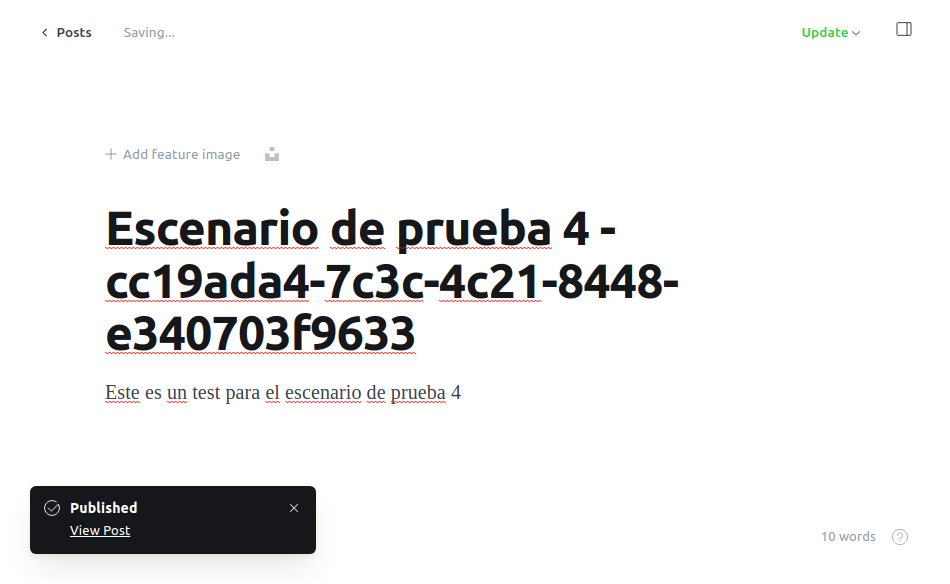 Posts
Saving...
Update
Add feature image
Escenario de prueba 4 -
cc19ada4-7c3c-4c21-8448-
e340703f9633
Este es un test para el escenario de prueba 4
Published
View Post
10 words
?